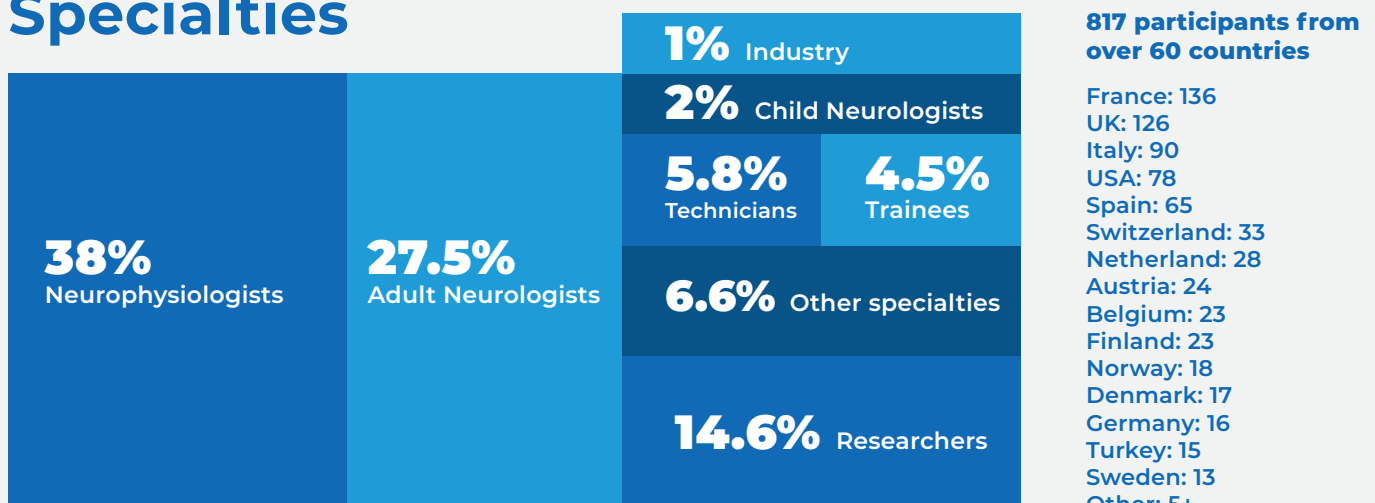 Specialties
38%
Neurophysiologists
27.5%
Adult Neurologists
1% Industry
2% Child Neurologists
5.8%
Technicians
4.5%
Trainees
6.6% Other specialties
14.6% Researchers
817 participants from
over 60 countries
France: 136
UK: 126
Italy: 90
USA: 78
Spain: 65
Switzerland: 33
Netherland: 28
Austria: 24
Belgium: 23
Finland: 23
Norway: 18
Denmark: 17
Germany: 16
Turkey: 15
Sweden: 13
Other: 5+